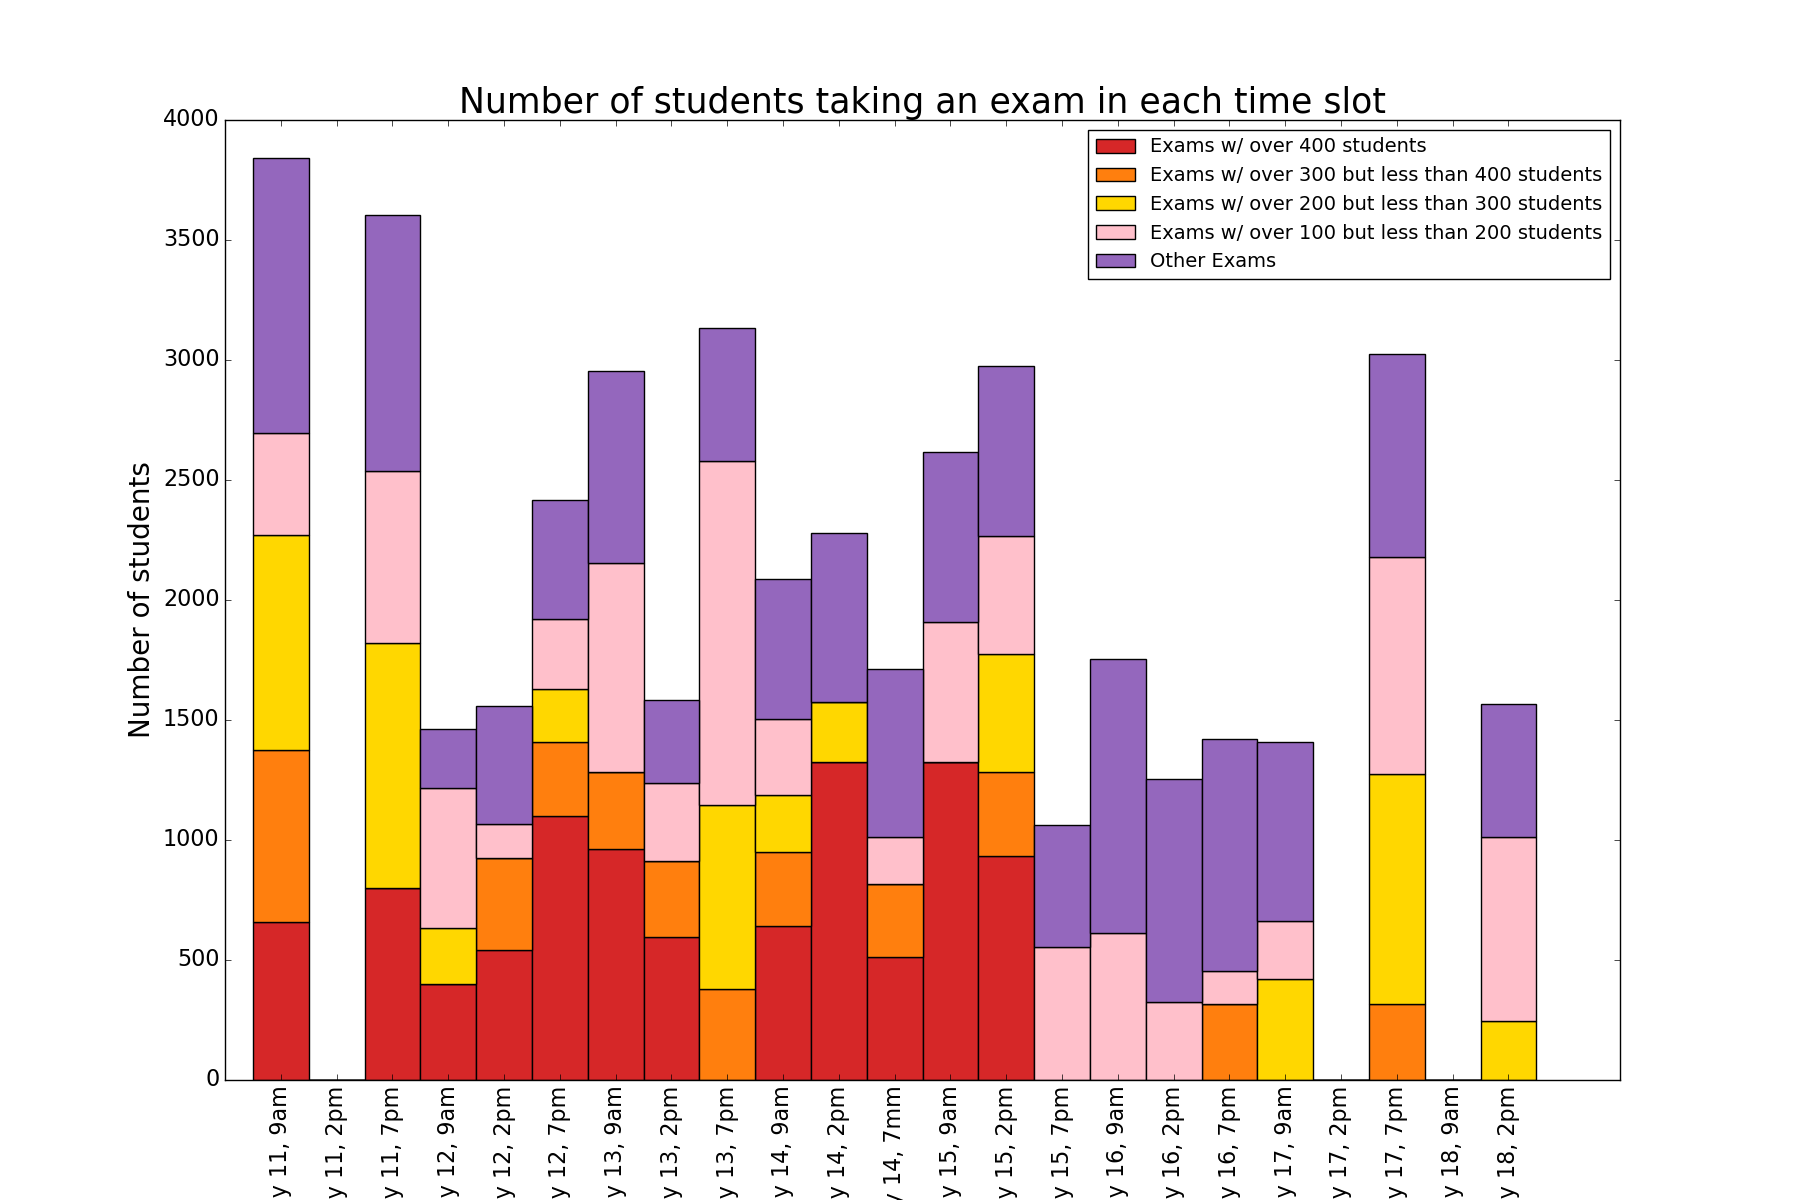 Number of students taking an exam in each time slot
4000
3500
3000
2500
2000
1500
1000
500
0
Number of students
Exams w/ over 400 students
Exams w/ over 300 but less than 400 students
Exams w/ over 200 but less than 300 students
Exams w/ over 100 but less than 200 students
Other Exams
y 11, 9am
y 11, 2pm
y 11, 7pm
y 12, 9am
y 12, 2pm
y 12, 7pm
y 13, 9am
y 13, 2pm
y 13, 7pm
y 14, 9am
y 14, 2pm
y 14, 7mm
y 15, 9am
y 15, 2pm
y 15, 7pm
y 16, 9am
y 16, 2pm
y 16, 7pm
y 17, 9am
y 17, 2pm
y 17, 7pm
y 18, 9am
y 18, 2pm